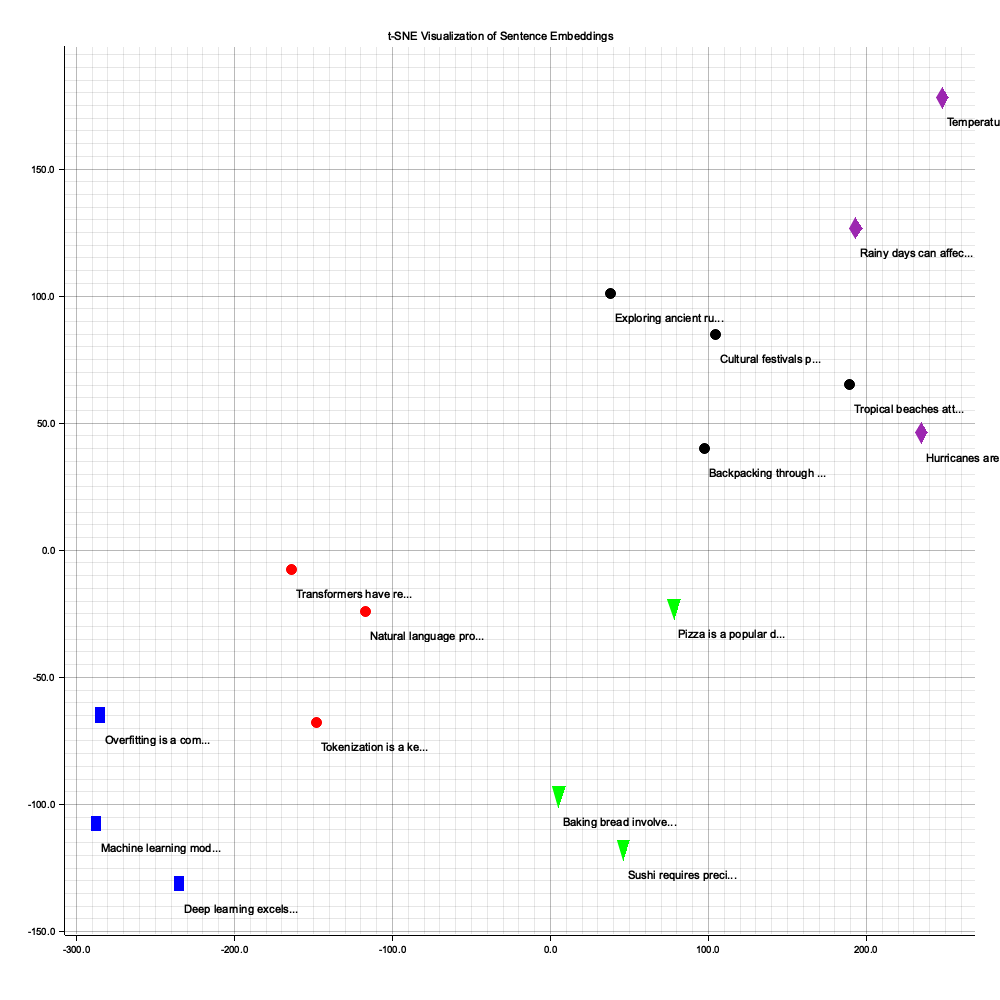 t-SNE Visualization of Sentence Embeddings
Temperatu
150.0
Rainy days can affec...
100.0
Exploring ancient ru...
Cultural festivals p...
Tropical beaches att...
50.0
Hurricanes are
Backpacking through ...
0.0
Transformers have re...
Natural language pro...
Pizza is a popular d...
-50.0
Overfitting is a com...
Tokenization is a ke...
-100.0
Baking bread involve...
Machine learning mod...
Sushi requires preci...
Deep learning excels...
-150.0
-300.0 -200.0 -100.0 0.0 100.0 200.0